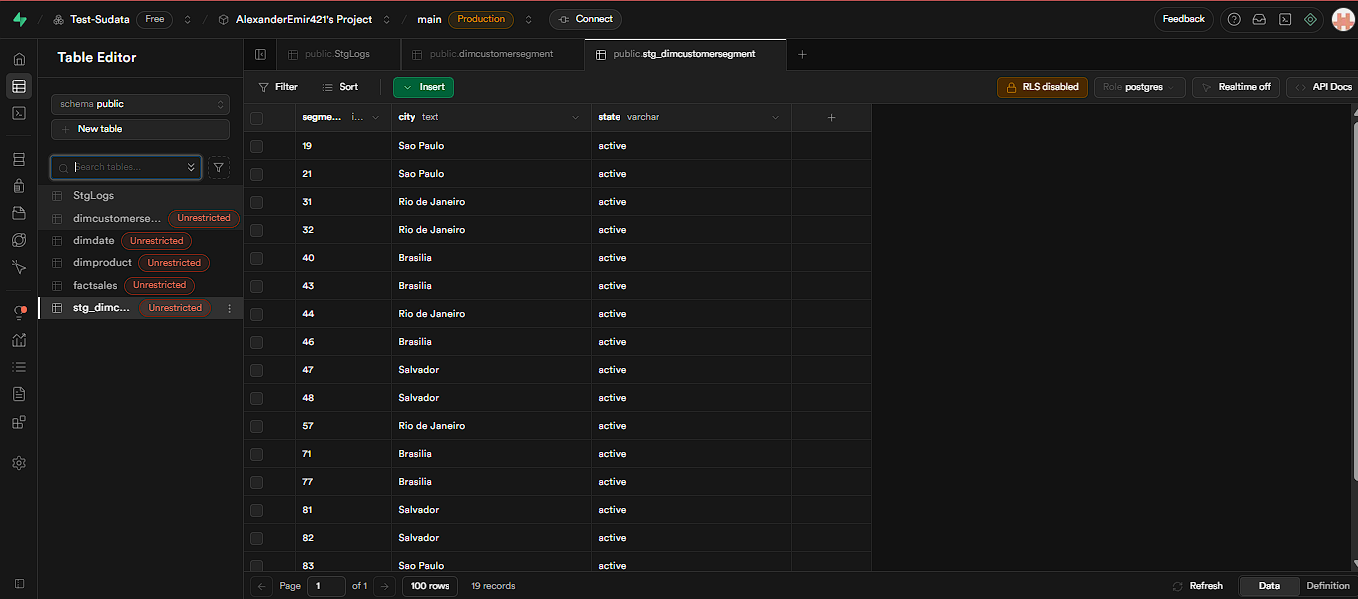 Test-Sudata Free / AlexanderEmir421's Project / main Production Connect Feedback
Table Editor
public.StgLogs public.dimcustomersegment public.stg_dimcustomersegment
Filter Sort Insert RLS disabled Role postgres Realtime off API Docs
schema public
New table
Search tables...
StgLogs
dimcustomerse... Unrestricted
dimdate Unrestricted
dimproduct Unrestricted
factsales Unrestricted
stg_dimc... Unrestricted
segme... i... city text state varchar
19 Sao Paulo active
21 Sao Paulo active
31 Rio de Janeiro active
32 Rio de Janeiro active
40 Brasilia active
43 Brasilia active
44 Rio de Janeiro active
46 Brasilia active
47 Salvador active
48 Salvador active
57 Rio de Janeiro active
71 Brasilia active
77 Brasilia active
81 Salvador active
82 Salvador active
83 Sao Paulo active
Page 1 of 1 100 rows 19 records Refresh Data Definition